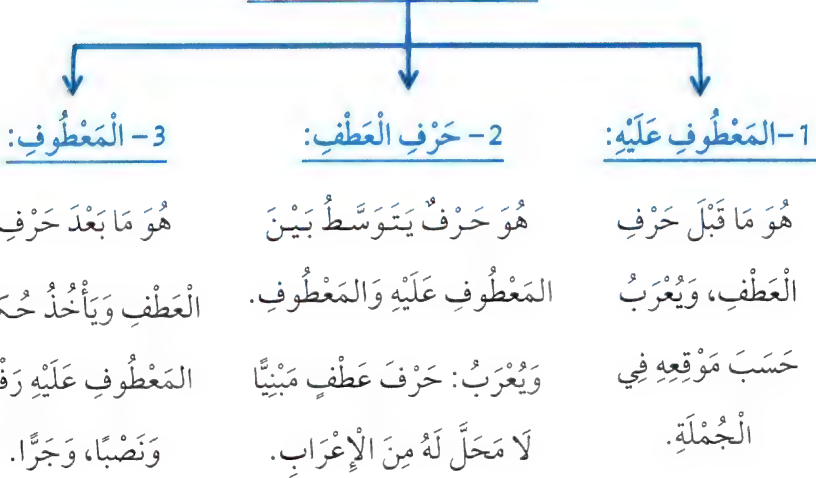 1- المَعْطُوفِ عَلَيْهِ:
هُوَ مَا قَبْلَ حَرْفِ
الْعَطْفِ، وَيُعْرَبُ
حَسَبَ مَوْقِعِهِ فِي
الْجُمْلَةِ.
2- حَرْفِ الْعَطْفِ:
هُوَ حَرْفٌ يَتَوَسَّطُ بَيْنَ
المَعْطُوفِ عَلَيْهِ وَالمَعْطُوفِ.
وَيُعْرَبُ: حَرْفَ عَطْفٍ مَبْنِيًّا
لَا مَحَلَّ لَهُ مِنَ الْإِعْرَابِ.
3- الْمَعْطُوفِ:
هُوَ مَا بَعْدَ حَرْفِ
الْعَطْفِ وَيَأْخُذُ
المَعْطُوفِ عَلَيْهِ
وَنَصْبًا، وَجَرًّا.